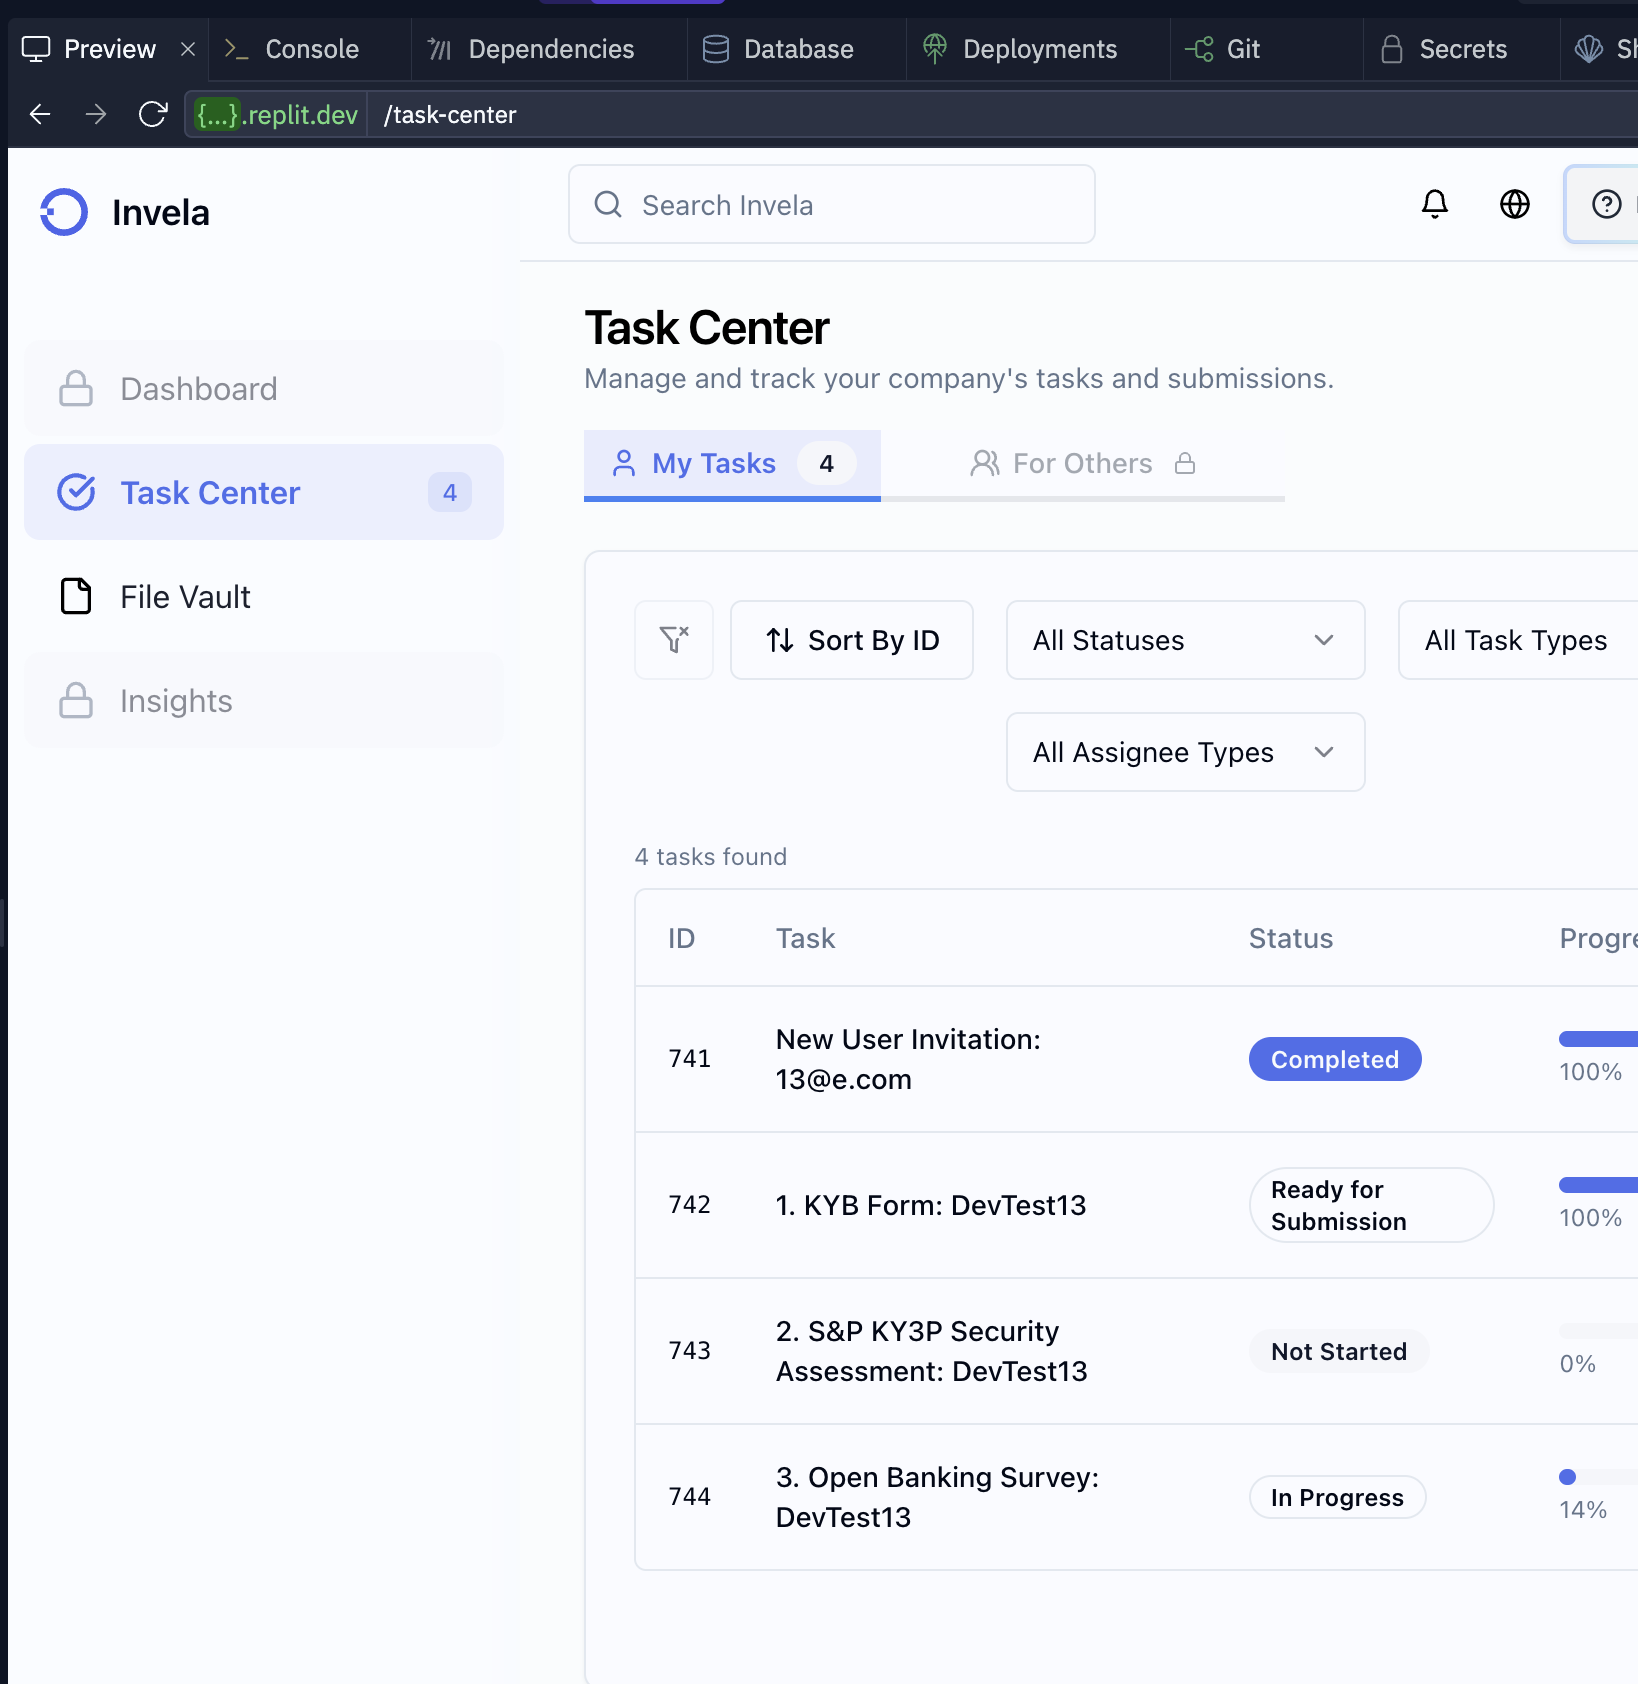 Preview
Console
Dependencies
Database
Deployments
Git
Secrets
{...}.replit.dev
/task-center
Invela
Search Invela
Dashboard
Task Center
4
File Vault
Insights
Task Center
Manage and track your company's tasks and submissions.
My Tasks
4
For Others
Sort By ID
All Statuses
All Task Types
All Assignee Types
4 tasks found
ID
Task
Status
741
New User Invitation:
13@e.com
Completed
100%
742
1. KYB Form: DevTest13
Ready for
Submission
100%
743
2. S&P KY3P Security
Assessment: DevTest13
Not Started
0%
744
3. Open Banking Survey:
DevTest13
In Progress
14%